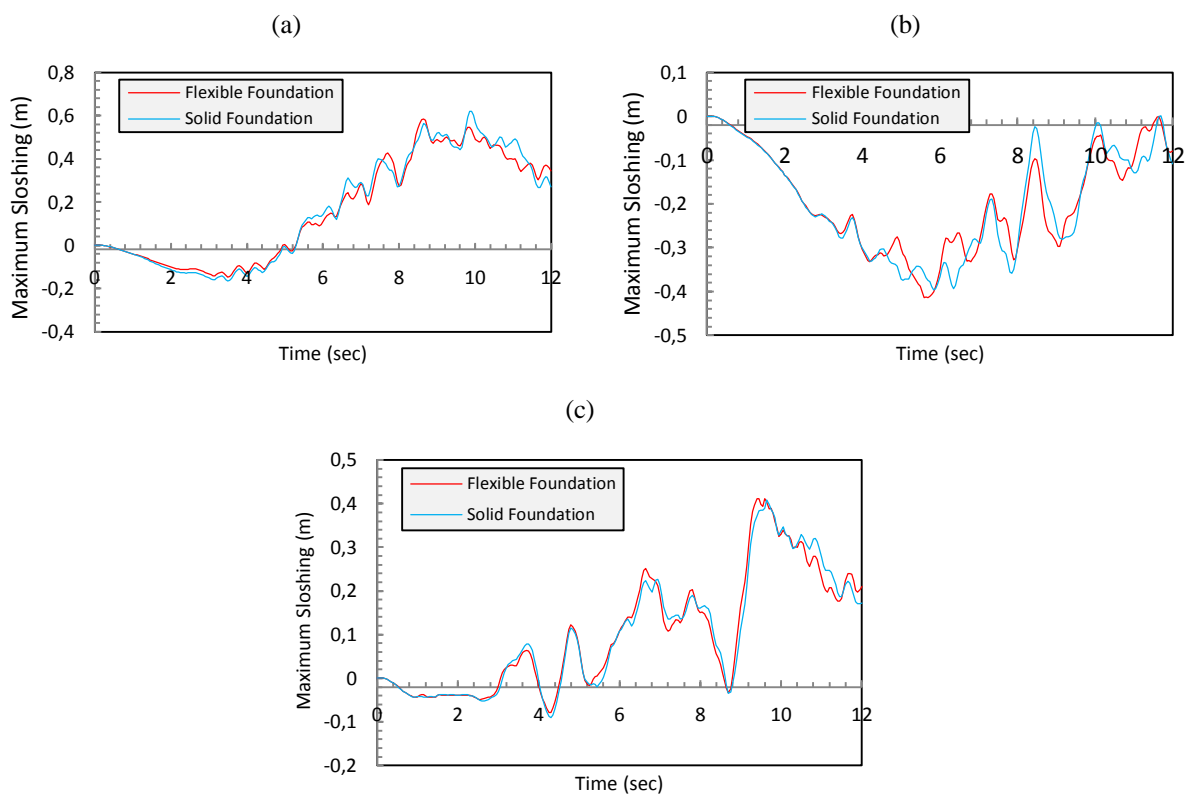 (a)
Maximum Sloshing (m)
0,8
0,6
0,4
0,2
0
-0,2
-0,4
Flexible Foundation
Solid Foundation
0 2 4 6 8 10 12
Time (sec)
(b)
Maximum Sloshing (m)
0,1
0
-0,1
-0,2
-0,3
-0,4
-0,5
Flexible Foundation
Solid Foundation
0 2 4 6 8 10 12
Time (sec)
(c)
Maximum Sloshing (m)
0,5
0,4
0,3
0,2
0,1
0
-0,1
-0,2
Flexible Foundation
Solid Foundation
0 2 4 6 8 10 12
Time (sec)